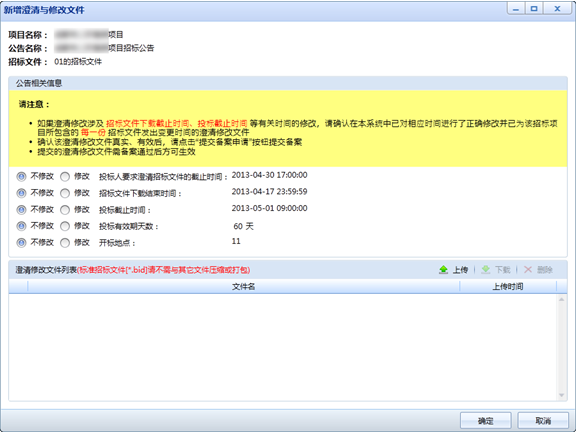 新增澄清与修改文件
项目名称： 项目
公告名称： 项目招标公告
招标文件： 01的招标文件
公告相关信息
请注意：
• 如果澄清修改涉及 招标文件下载截止时间、投标截止时间 等有关时间的修改，请确认在本系统中已对相应时间进行了正确修改并已为该招标项
目所包含的 每一份 招标文件发出变更时间的澄清修改文件
• 确认该澄清修改文件真实、有效后，请点击"提交备案申请"按钮提交备案
• 提交的澄清修改文件需备案通过后方可生效
不修改 修改 投标人要求澄清招标文件的截止时间： 2013-04-30 17:00:00
不修改 修改 招标文件下载结束时间： 2013-04-17 23:59:59
不修改 修改 投标截止时间： 2013-05-01 09:00:00
不修改 修改 投标有效期天数： 60 天
不修改 修改 开标地点： 11
澄清修改文件列表(标准招标文件[*.bid]请不需与其它文件压缩或打包) 上传 下载 删除
文件名 上传时间
确定 取消